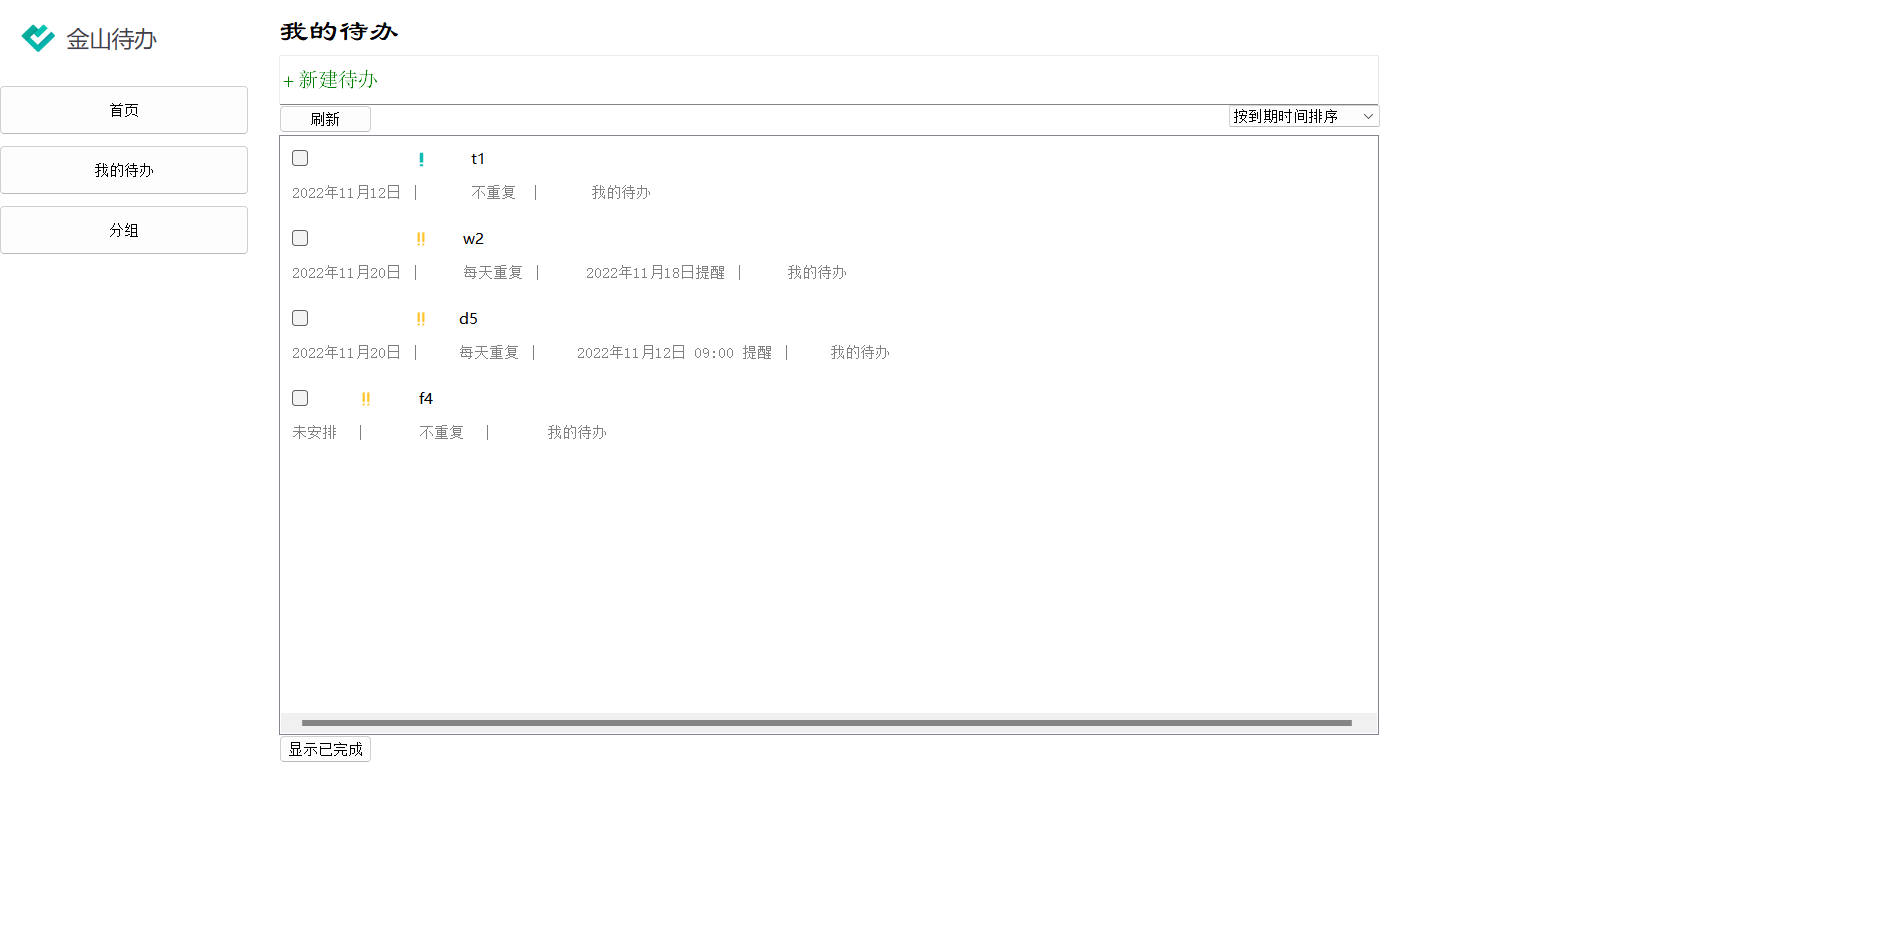 金山待办
首页
我的待办
分组
我的待办
+ 新建待办
刷新
按到期时间排序
! t1
2022年11月12日 | 不重复 | 我的待办
!! w2
2022年11月20日 | 每天重复 | 2022年11月18日提醒 | 我的待办
!! d5
2022年11月20日 | 每天重复 | 2022年11月12日 09:00 提醒 | 我的待办
!! f4
未安排 | 不重复 | 我的待办
显示已完成